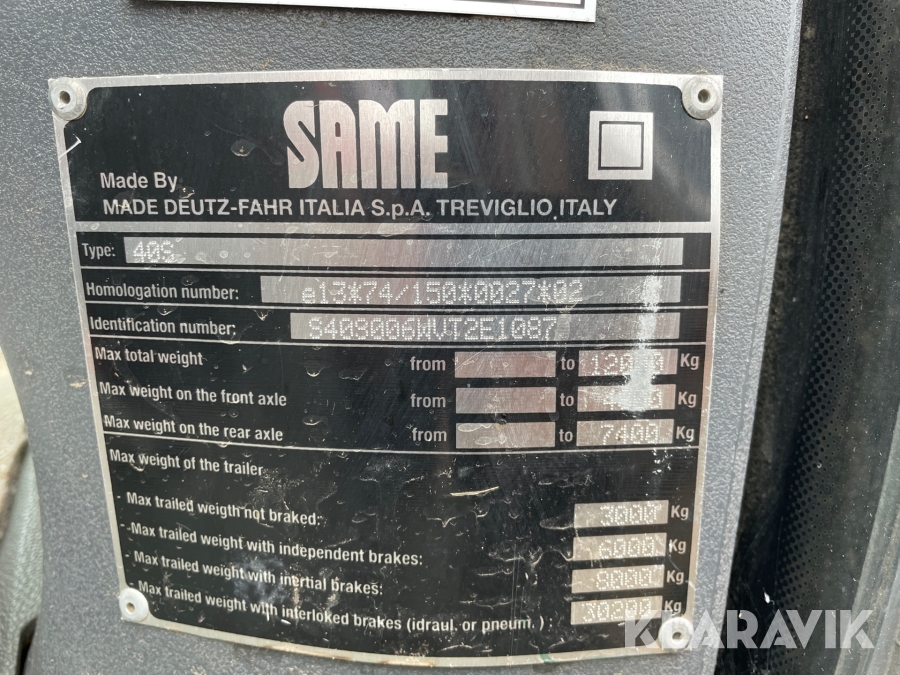 SAME
Made By
MADE DEUTZ-FAHR ITALIA S.p.A. TREVIGLIO, ITALY
Type: 40S
Homologation number: e13*74/150*0027*02
Identification number: S40S006WVT2E1087
Max total weight from to Kg
Max weight on the front axle from to Kg
Max weight on the rear axle from to 7400 Kg
Max weight of the trailer
- Max trailed weigth not braked: 3000 Kg
- Max trailed weight with independent brakes: 6000 Kg
- Max trailed weight with inertial brakes: 8000 Kg
- Max trailed weight with interloked brakes (idraul. or pneum.) : 30200 Kg
KLARAVIK